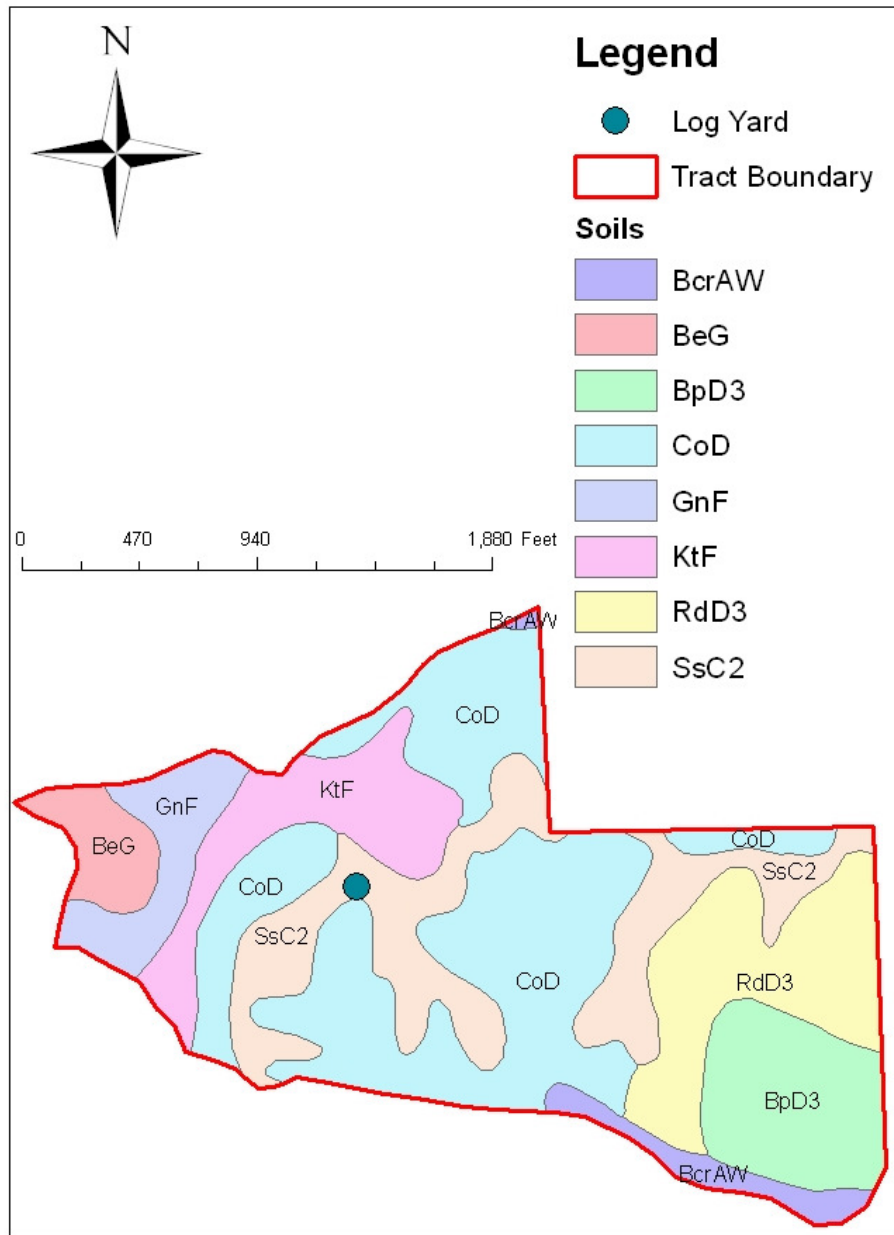 N
Legend
Log Yard
Tract Boundary
Soils
BcrAW
BeG
BpD3
CoD
GnF
KtF
RdD3
SsC2
0 470 940 1,880 Feet
BcrAW
CoD
KtF
GnF
BeG
CoD
CoD
SsC2
SsC2
CoD
RdD3
BpD3
BcrAW